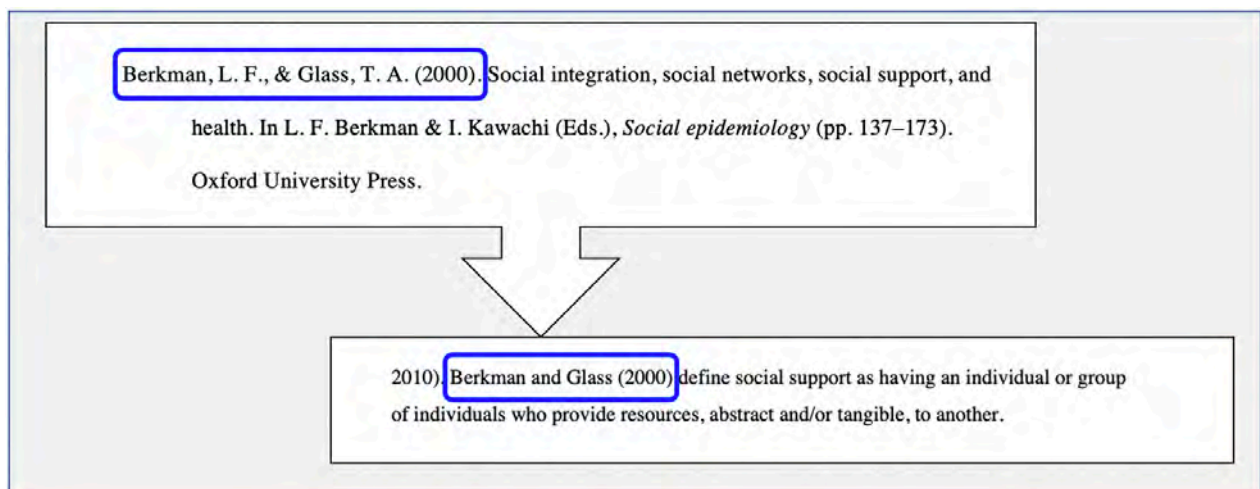 Berkman, L. F., & Glass, T. A. (2000). Social integration, social networks, social support, and
health. In L. F. Berkman & I. Kawachi (Eds.), Social epidemiology (pp. 137–173).
Oxford University Press.
2010). Berkman and Glass (2000) define social support as having an individual or group
of individuals who provide resources, abstract and/or tangible, to another.